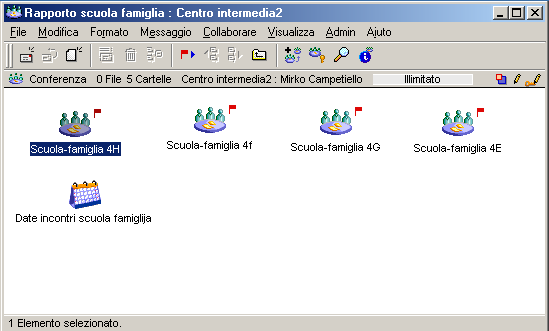 Rapporto scuola famiglia : Centro intermedia2
File Modifica Formato Messaggio Collaborare Visualizza Admin Aiuto
Conferenza 0 File 5 Cartelle Centro intermedia2 : Mirko Campetiello Illimitato
Scuola-famiglia 4H Scuola-famiglia 4f Scuola-famiglia 4G Scuola-famiglia 4E
Date incontri scuola famiglija
1 Elemento selezionato.